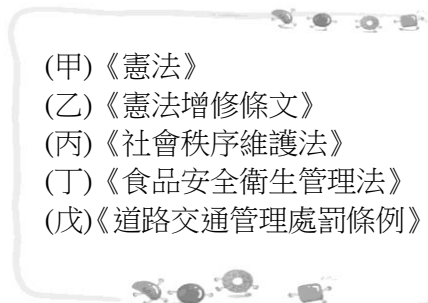 (甲)《憲法》
(乙)《憲法增修條文》
(丙)《社會秩序維護法》
(丁)《食品安全衛生管理法》
(戊)《道路交通管理處罰條例》